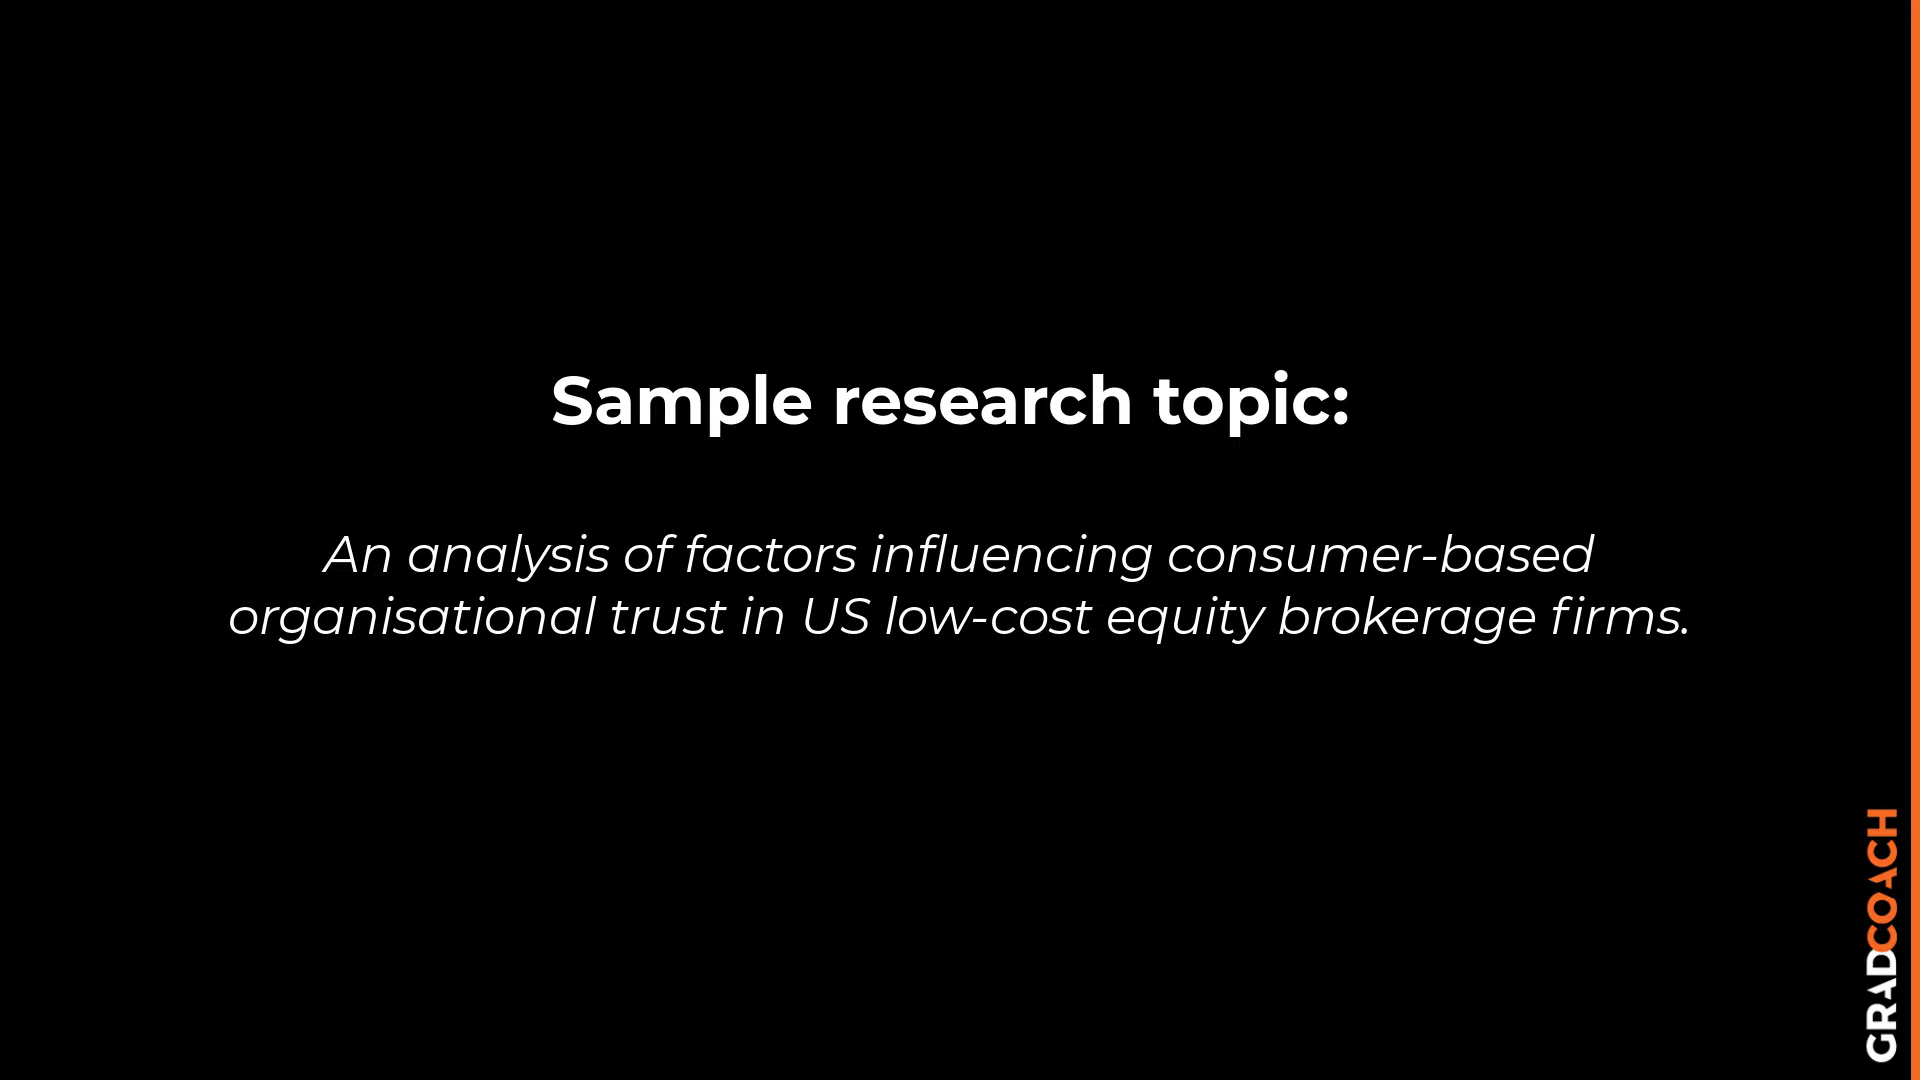 Sample research topic:
An analysis of factors influencing consumer-based
organisational trust in US low-cost equity brokerage firms.
GRADCOACH